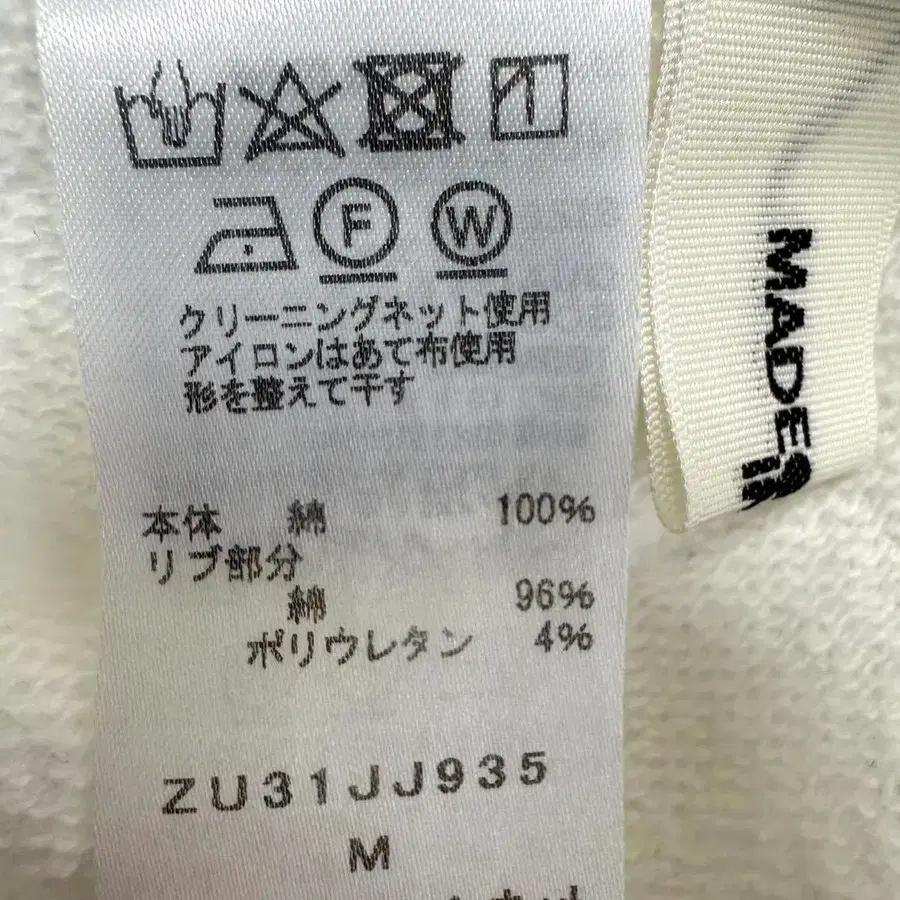 F W
クリーニングネット使用
アイロンはあて布使用
形を整えて干す
本体 綿 100%
リブ部分
綿 96%
ポリウレタン 4%
ZU31JJ935
M
MADE